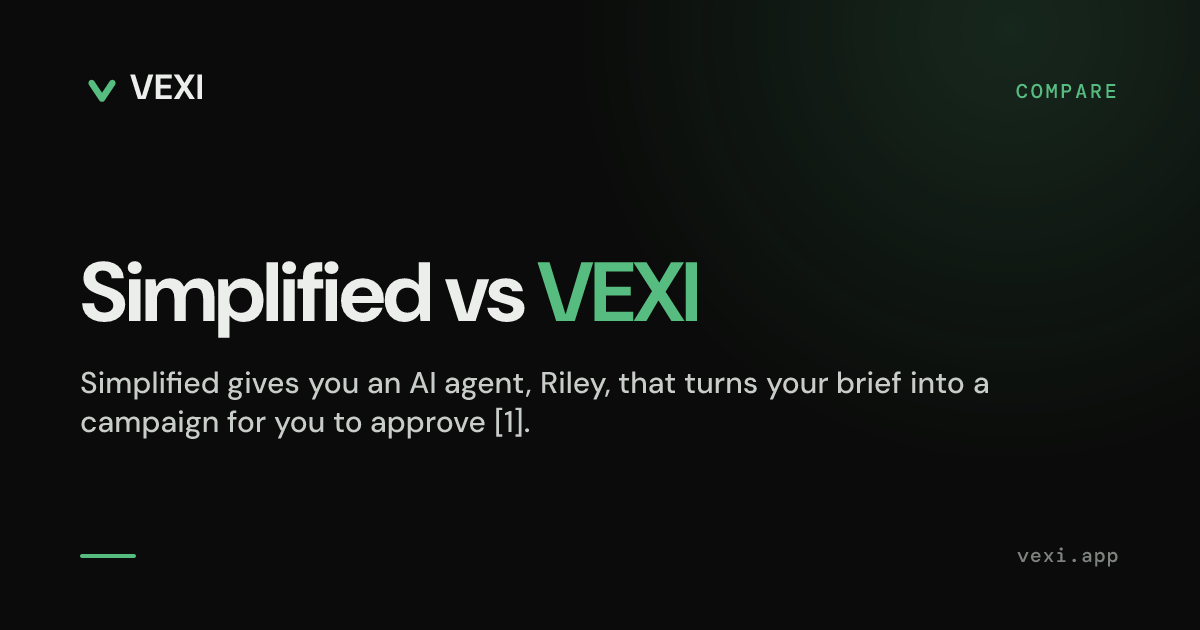 VEXI
COMPARE
Simplified vs VEXI
Simplified gives you an AI agent, Riley, that turns your brief into a
campaign for you to approve [1].
vexi.app